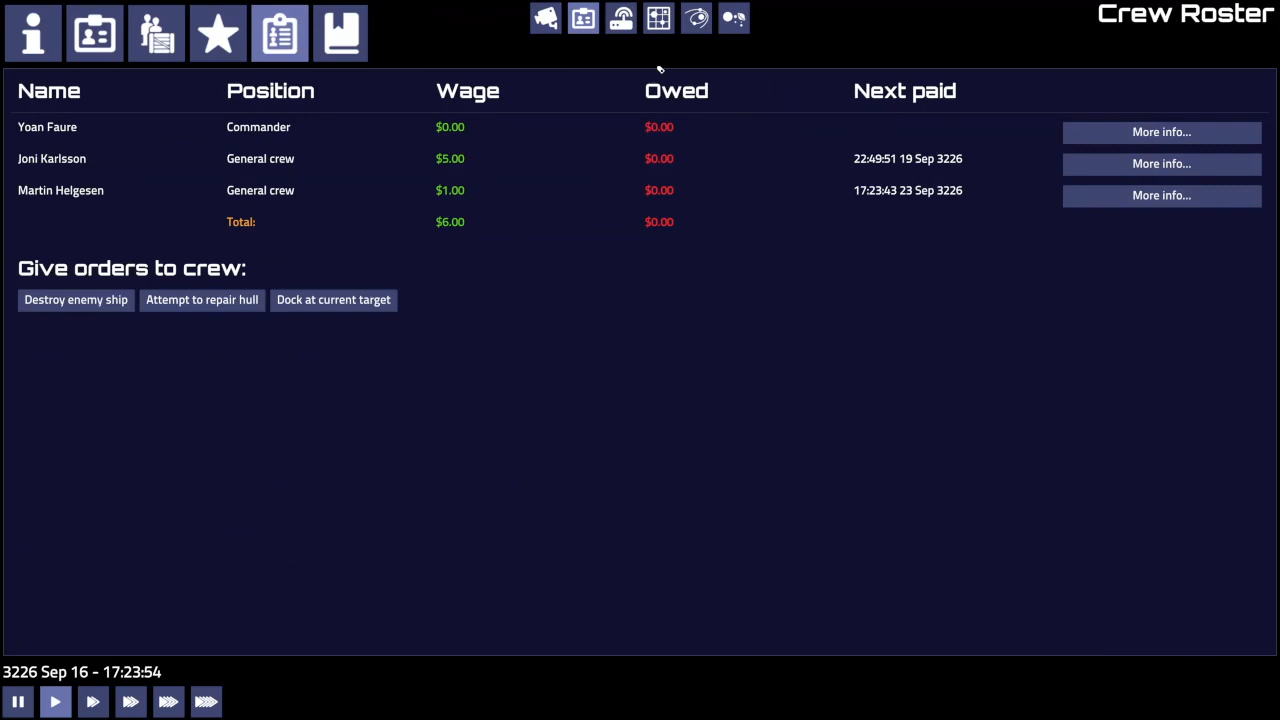 Crew Roster
Name Position Wage Owed Next paid
Yoan Faure Commander $0.00 $0.00 More info...
Joni Karlsson General crew $5.00 $0.00 22:49:51 19 Sep 3226 More info...
Martin Helgesen General crew $1.00 $0.00 17:23:43 23 Sep 3226 More info...
Total: $6.00 $0.00
Give orders to crew:
Destroy enemy ship Attempt to repair hull Dock at current target
3226 Sep 16 - 17:23:54